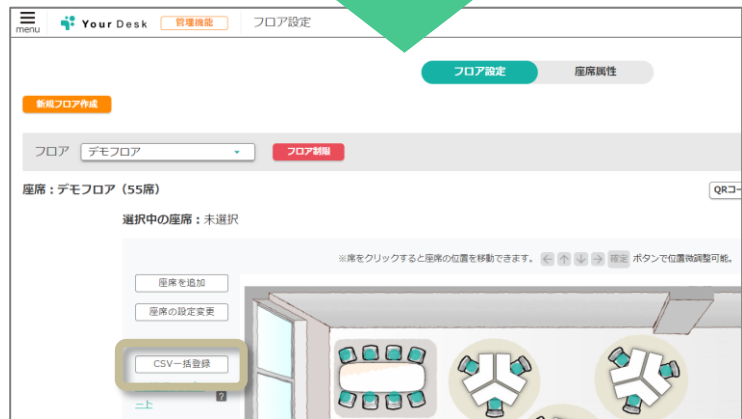 menu Your Desk 管理機能 フロア設定
フロア設定 座席属性
新規フロア作成
フロア デモフロア フロア制限
座席：デモフロア（55席）
QRコー
選択中の座席：未選択
※席をクリックすると座席の位置を移動できます。 ← ↑ ↓ → 確定 ボタンで位置微調整可能。
座席を追加
座席の設定変更
CSV一括登録
?